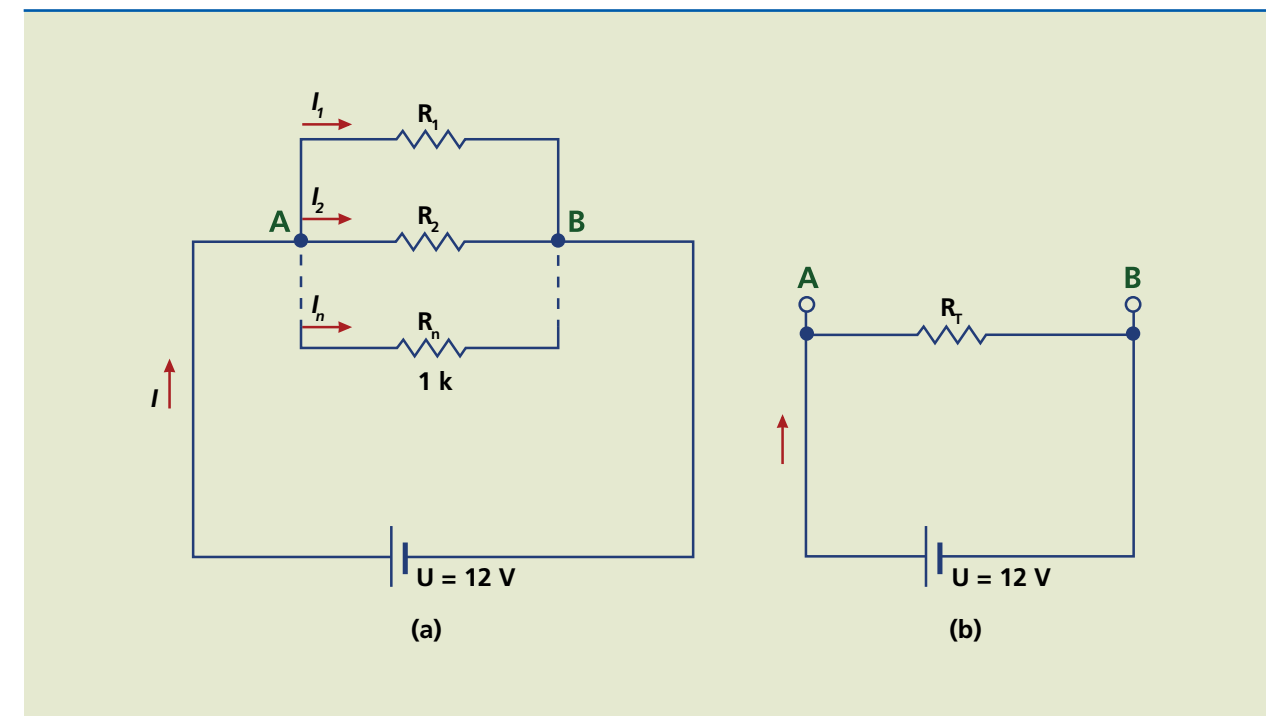 I1
R1
I2
A
R2
B
In
Rn
1 k
I
U = 12 V
(a)
A
B
RT
U = 12 V
(b)